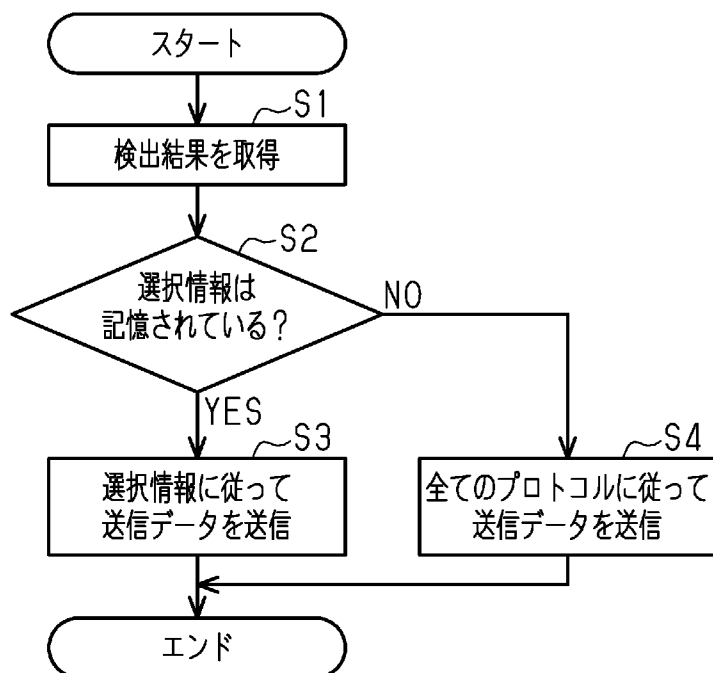 スタート
S1
検出結果を取得
S2
選択情報は
記憶されている？
NO
YES
S3
選択情報に従って
送信データを送信
S4
全てのプロトコルに従って
送信データを送信
エンド